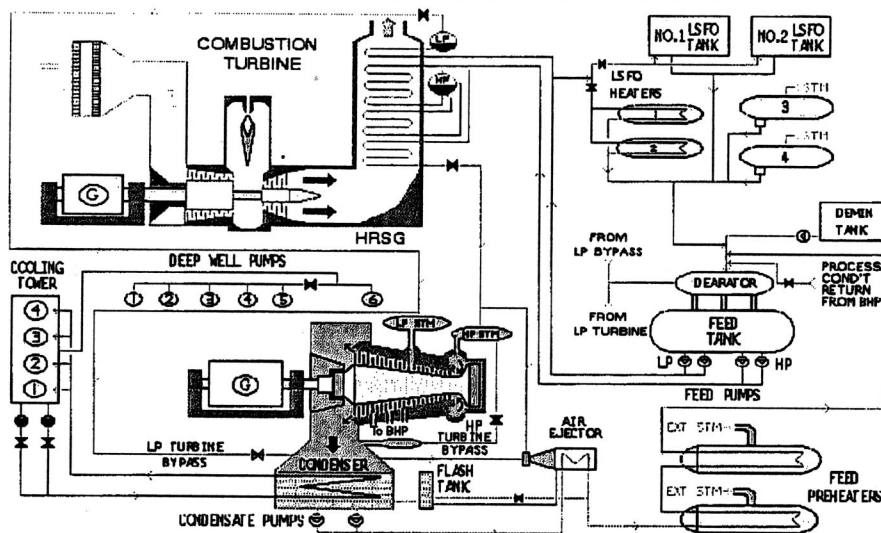 COMBUSTION
TURBINE
LP
HP
G
HRSG
NO.1 LSFO
TANK
NO.2 LSFO
TANK
LSFO
HEATERS
1
2
STM
3
STM
4
DEMIN
TANK
FROM
LP BYPASS
DEARATOR
PROCESS
COND'T
RETURN
FROM BHP
FROM
LP TURBINE
FEED
TANK
LP
HP
FEED PUMPS
COOLING
TOWER
4
3
2
1
DEEP WELL PUMPS
1
2
3
4
5
6
LP STM
HP STM
G
To BHP
HP
TURBINE
BYPASS
LP TURBINE
BYPASS
CONDENSER
FLASH
TANK
AIR
EJECTOR
CONDENSATE PUMPS
EXT STM
EXT STM
FEED
PREHEATERS